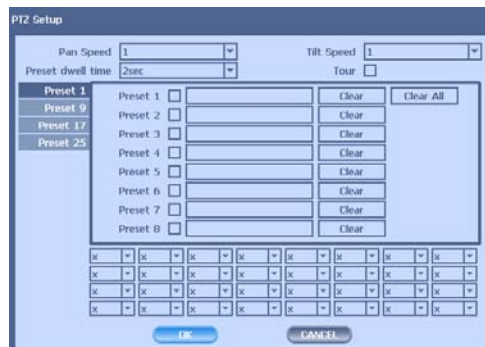 PTZ Setup
Pan Speed 1 Tilt Speed 1
Preset dwell time 2sec Tour
Preset 1
Preset 9
Preset 17
Preset 25
Preset 1 Clear Clear All
Preset 2 Clear
Preset 3 Clear
Preset 4 Clear
Preset 5 Clear
Preset 6 Clear
Preset 7 Clear
Preset 8 Clear
x x x x x x x x
x x x x x x x x
x x x x x x x x
x x x x x x x x
OK CANCEL